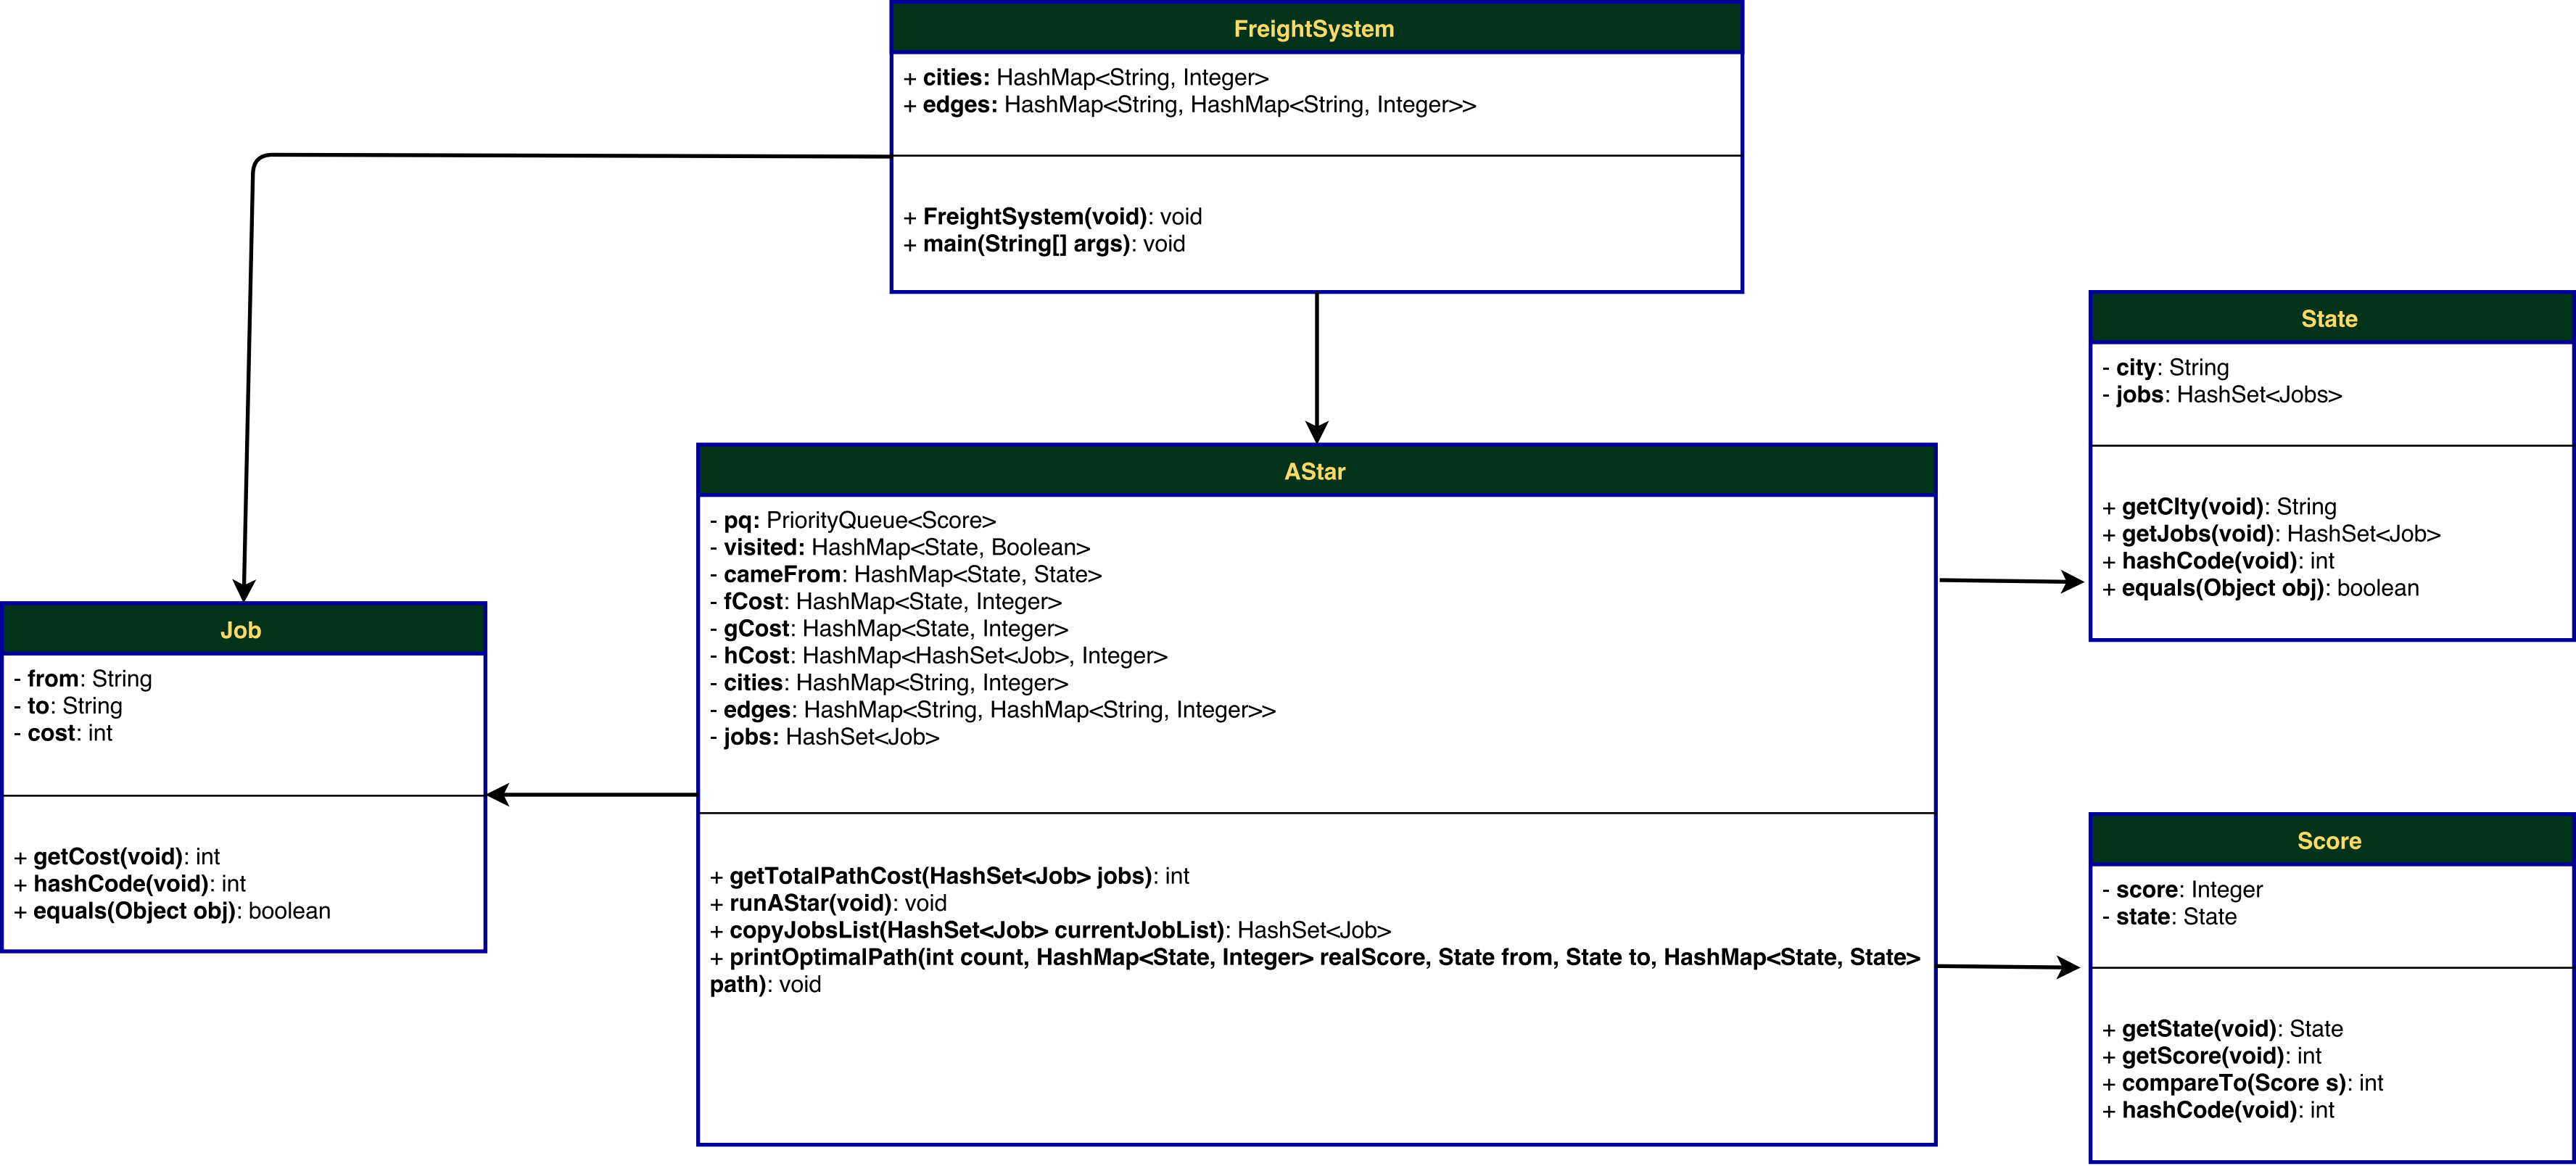 FreightSystem
+ cities: HashMap<String, Integer>
+ edges: HashMap<String, HashMap<String, Integer>>
+ FreightSystem(void): void
+ main(String[] args): void
State
- city: String
- jobs: HashSet<Jobs>
+ getCIty(void): String
+ getJobs(void): HashSet<Job>
+ hashCode(void): int
+ equals(Object obj): boolean
AStar
- pq: PriorityQueue<Score>
- visited: HashMap<State, Boolean>
- cameFrom: HashMap<State, State>
- fCost: HashMap<State, Integer>
- gCost: HashMap<State, Integer>
- hCost: HashMap<HashSet<Job>, Integer>
- cities: HashMap<String, Integer>
- edges: HashMap<String, HashMap<String, Integer>>
- jobs: HashSet<Job>
+ getTotalPathCost(HashSet<Job> jobs): int
+ runAStar(void): void
+ copyJobsList(HashSet<Job> currentJobList): HashSet<Job>
+ printOptimalPath(int count, HashMap<State, Integer> realScore, State from, State to, HashMap<State, State>
path): void
Job
- from: String
- to: String
- cost: int
+ getCost(void): int
+ hashCode(void): int
+ equals(Object obj): boolean
Score
- score: Integer
- state: State
+ getState(void): State
+ getScore(void): int
+ compareTo(Score s): int
+ hashCode(void): int